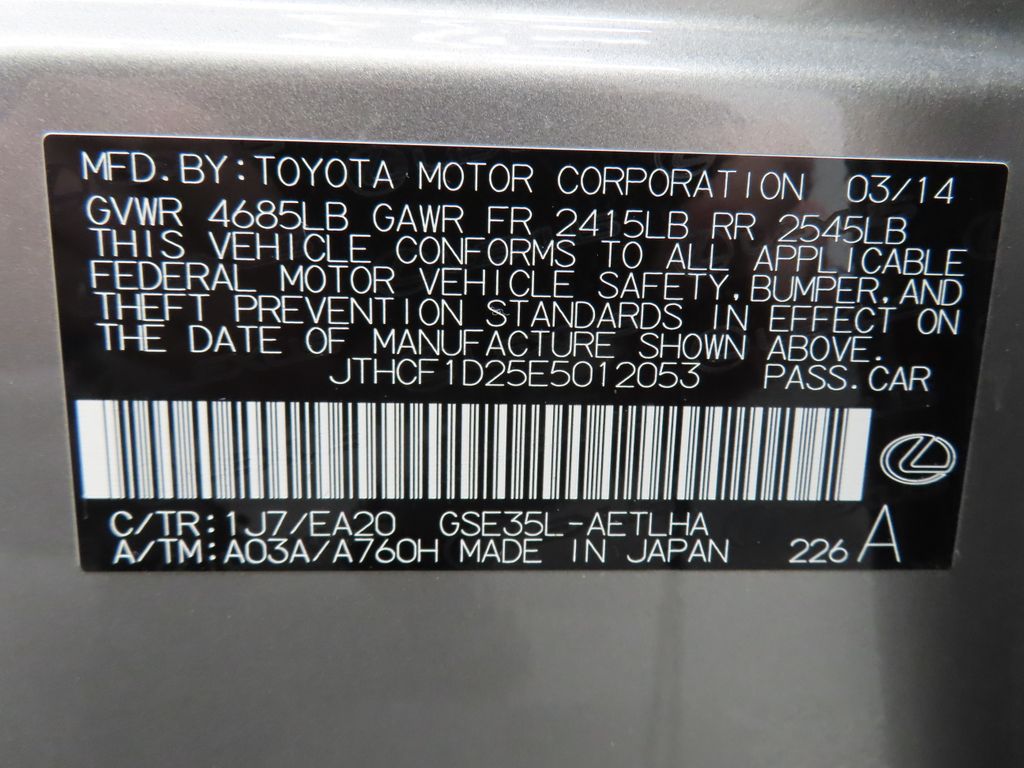 MFD.BY:TOYOTA MOTOR CORPORATION 03/14
GVWR 4685LB GAWR FR 2415LB RR 2545LB
THIS VEHICLE CONFORMS TO ALL APPLICABLE
FEDERAL MOTOR VEHICLE SAFETY,BUMPER,AND
THEFT PREVENTION STANDARDS IN EFFECT ON
THE DATE OF MANUFACTURE SHOWN ABOVE.
JTHCF1D25E5012053 PASS.CAR
C/TR:1J7/EA20 GSE35L-AETLHA
A/TM:A03A/A760H MADE IN JAPAN 226 A